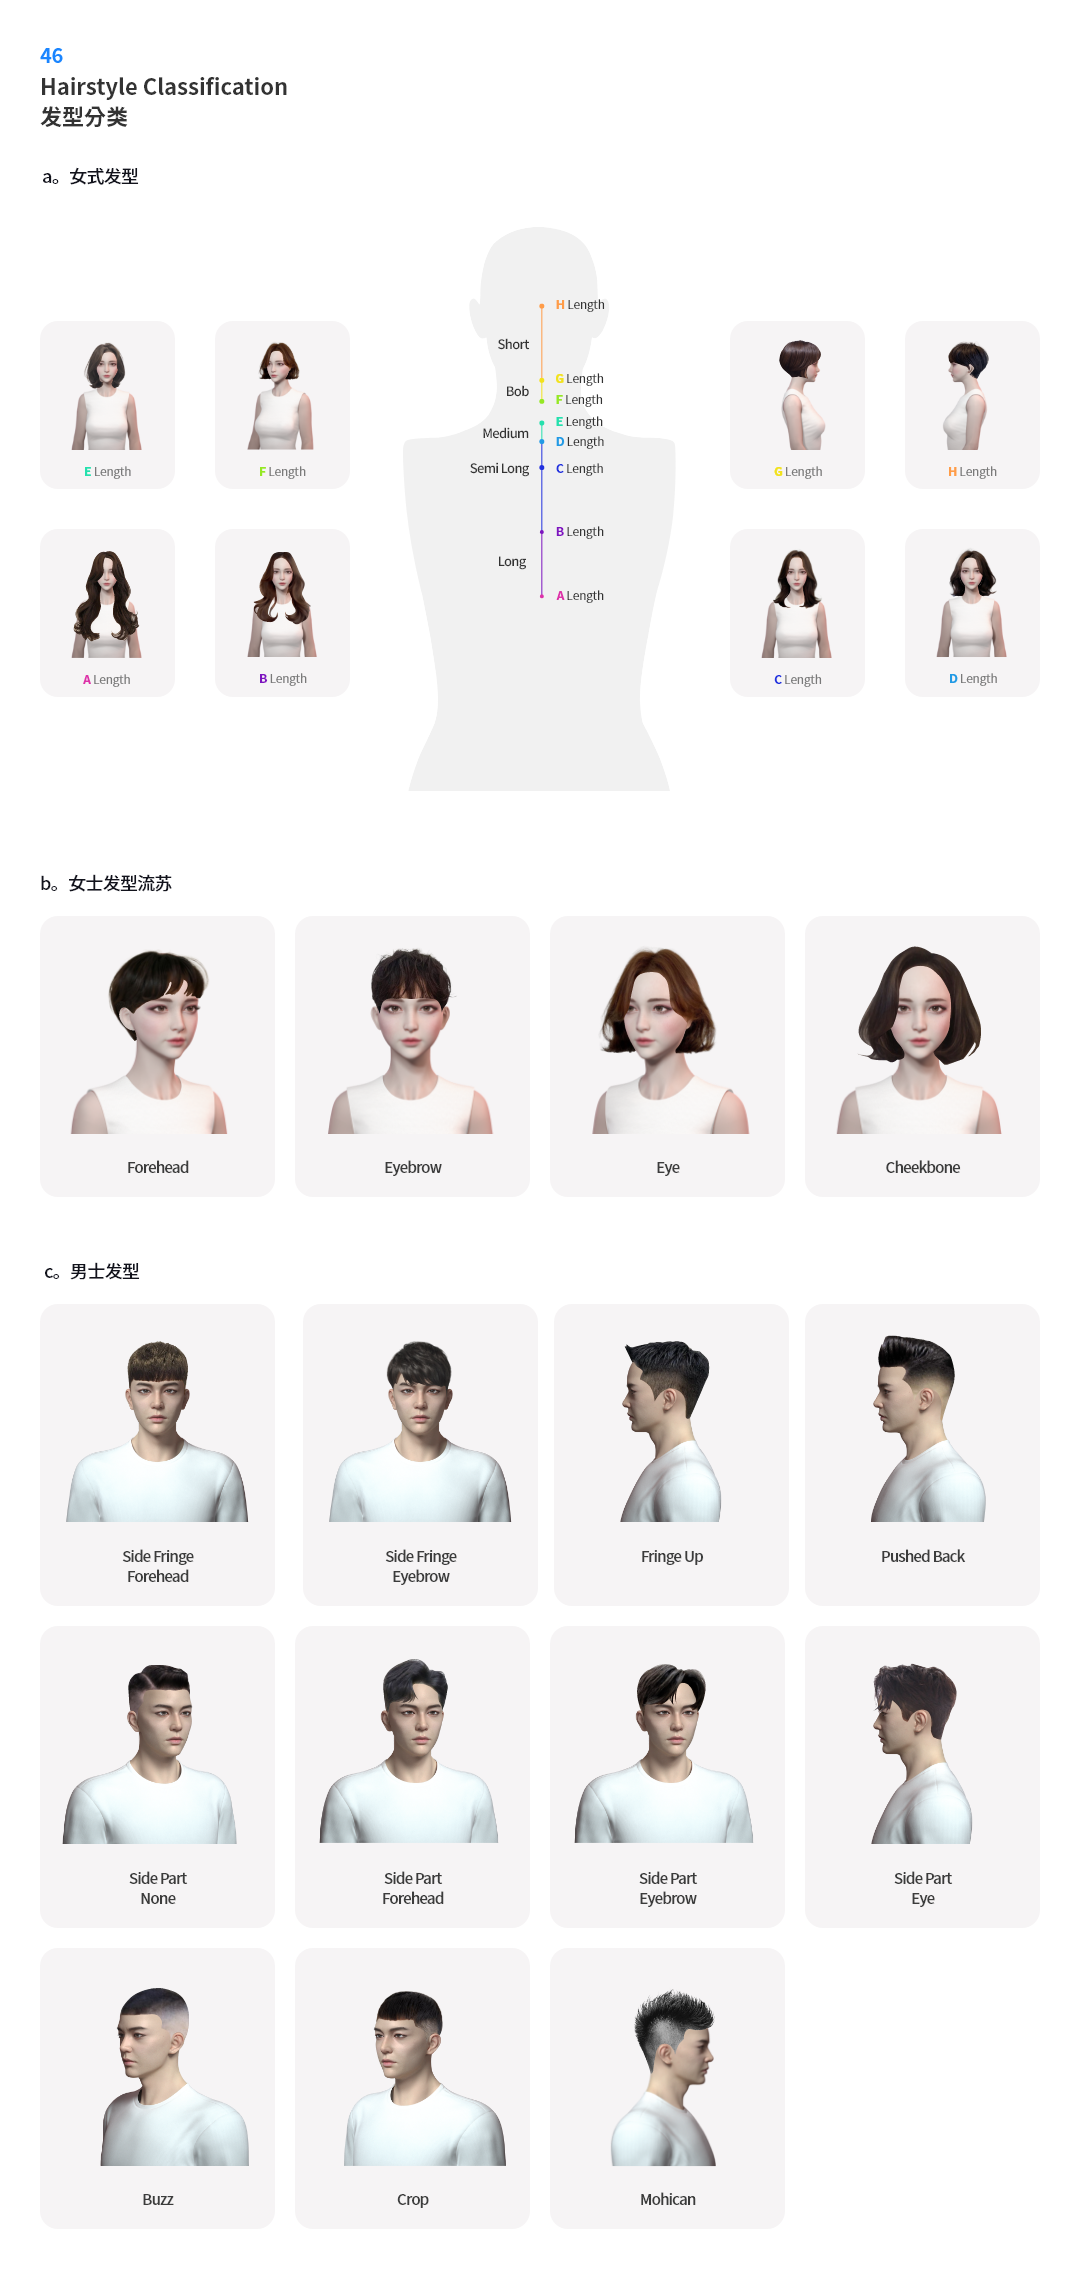 46
Hairstyle Classification
发型分类
a。女式发型
H Length
Short
G Length
Bob
F Length
E Length
Medium
D Length
Semi Long
C Length
B Length
Long
A Length
E Length
F Length
G Length
H Length
A Length
B Length
C Length
D Length
b。女士发型流苏
Forehead
Eyebrow
Eye
Cheekbone
c。男士发型
Side Fringe
Forehead
Side Fringe
Eyebrow
Fringe Up
Pushed Back
Side Part
None
Side Part
Forehead
Side Part
Eyebrow
Side Part
Eye
Buzz
Crop
Mohican